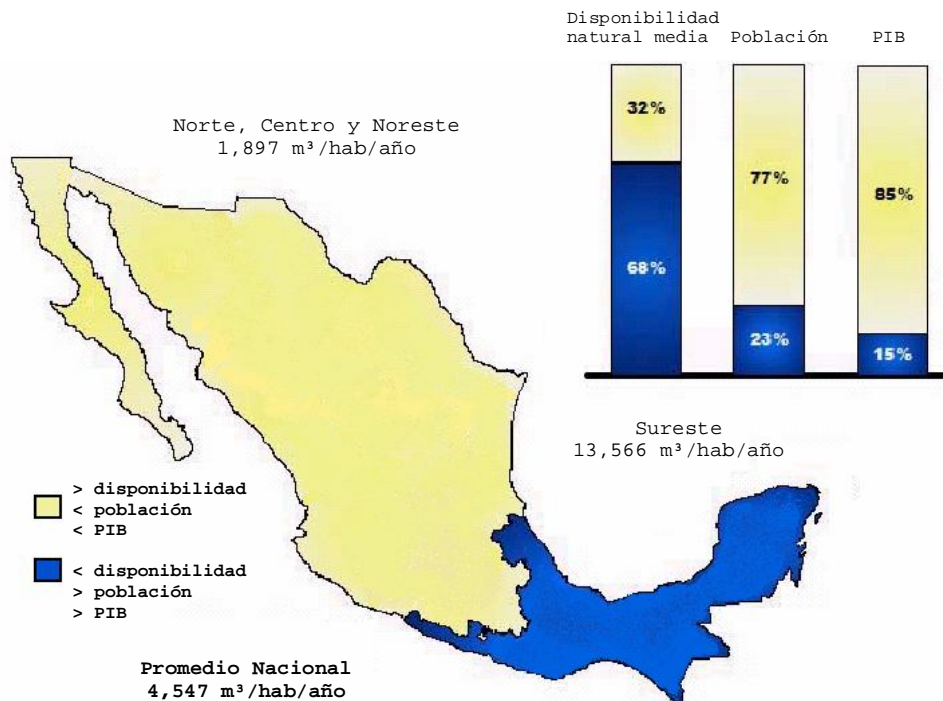 Disponibilidad
natural media
Población
PIB
32%
77%
85%
68%
23%
15%
Norte, Centro y Noreste
1,897 m³/hab/año
Sureste
13,566 m³/hab/año
> disponibilidad
< población
< PIB
< disponibilidad
> población
> PIB
Promedio Nacional
4,547 m³/hab/año